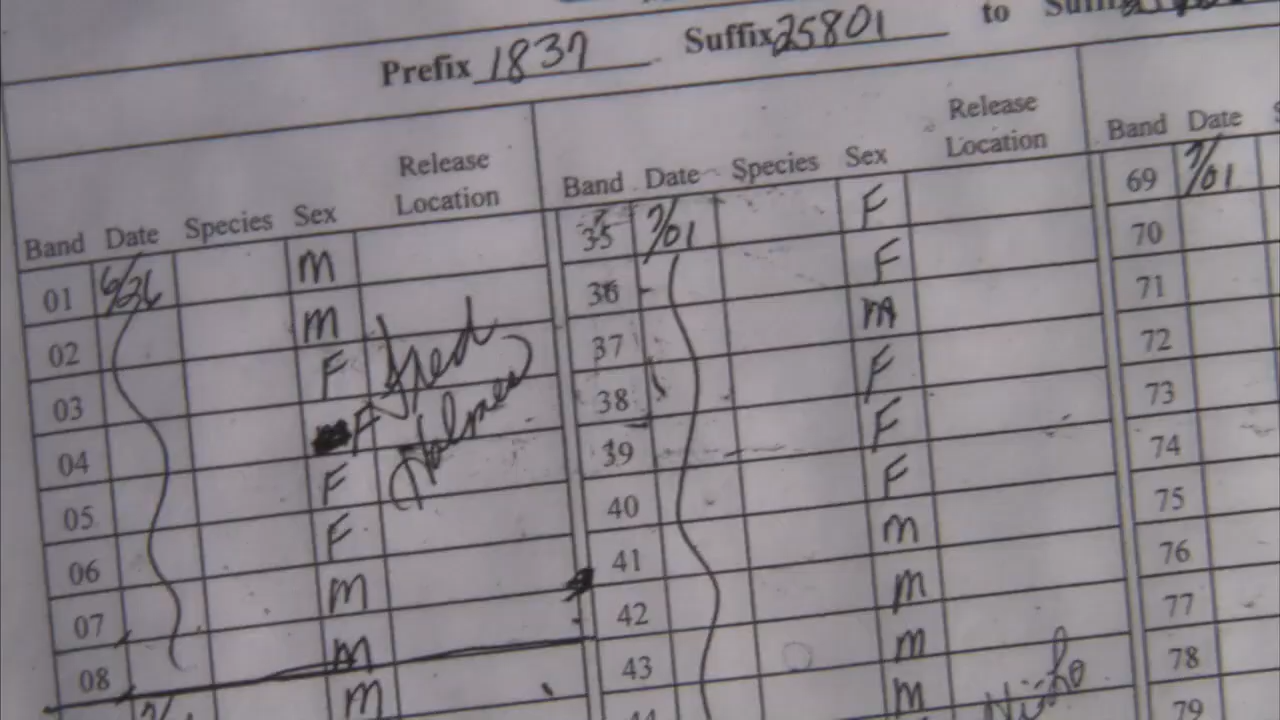 Prefix 1837 Suffix 25801 to
Band Date Species Sex Release Location
01 6/26 M
02 M
03 F
04 F
05 F
06 F
07 M
08 M
M
Fred
Holmes
Band Date Species Sex Release Location
35 7/01 F
36 F
37 M
38 F
39 F
40 F
41 M
42 M
43 M
44 M
Band Date
69 7/01
70
71
72
73
74
75
76
77
78
79